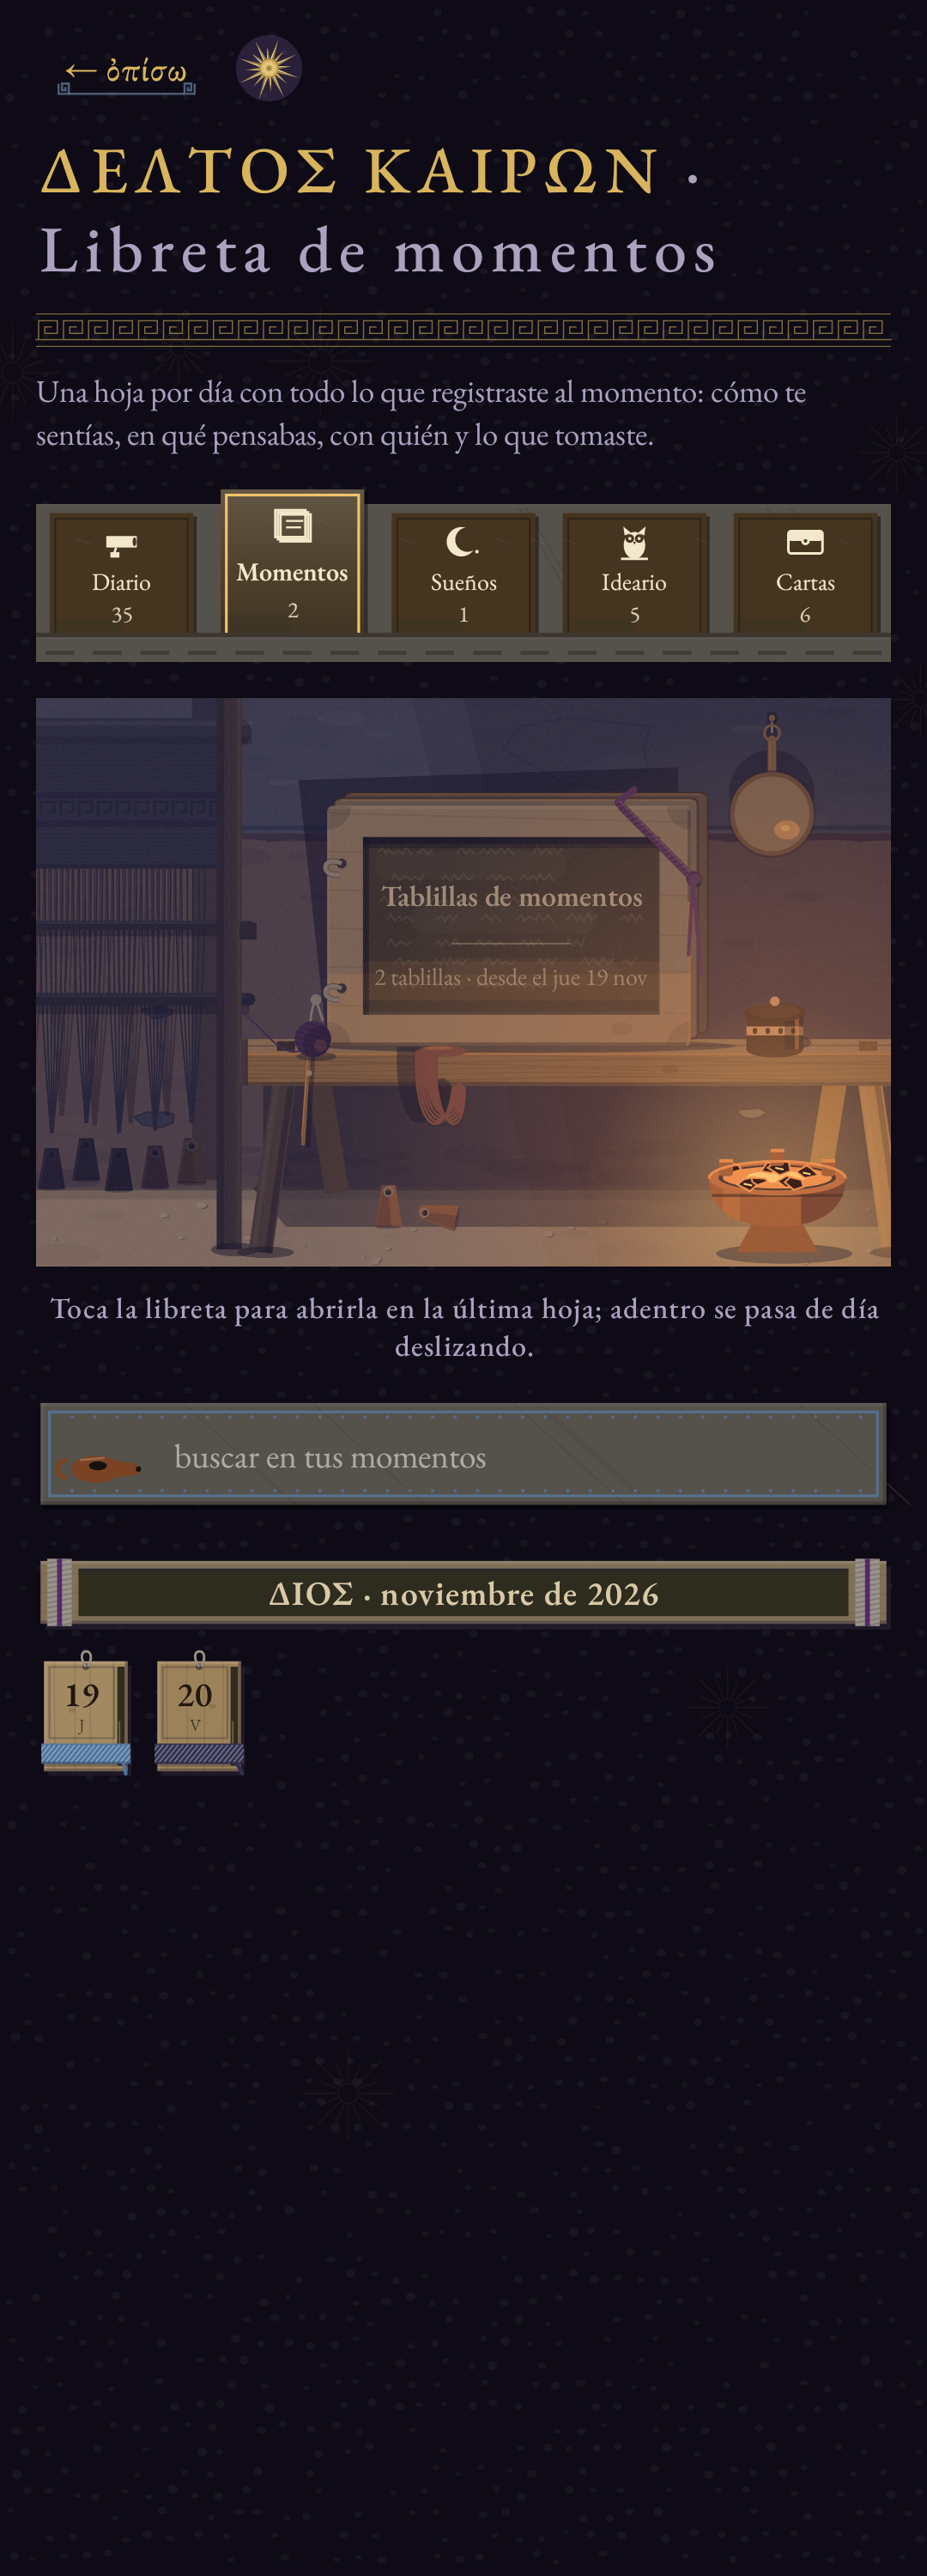 ← ὀπίσω
ΔΕΛΤΟΣ ΚΑΙΡΩΝ ·
Libreta de momentos
Una hoja por día con todo lo que registraste al momento: cómo te
sentías, en qué pensabas, con quién y lo que tomaste.
Diario
35
Momentos
2
Sueños
1
Ideario
5
Cartas
6
Tablillas de momentos
2 tablillas · desde el jue 19 nov
Toca la libreta para abrirla en la última hoja; adentro se pasa de día
deslizando.
buscar en tus momentos
ΔΙΟΣ · noviembre de 2026
19
J
20
V